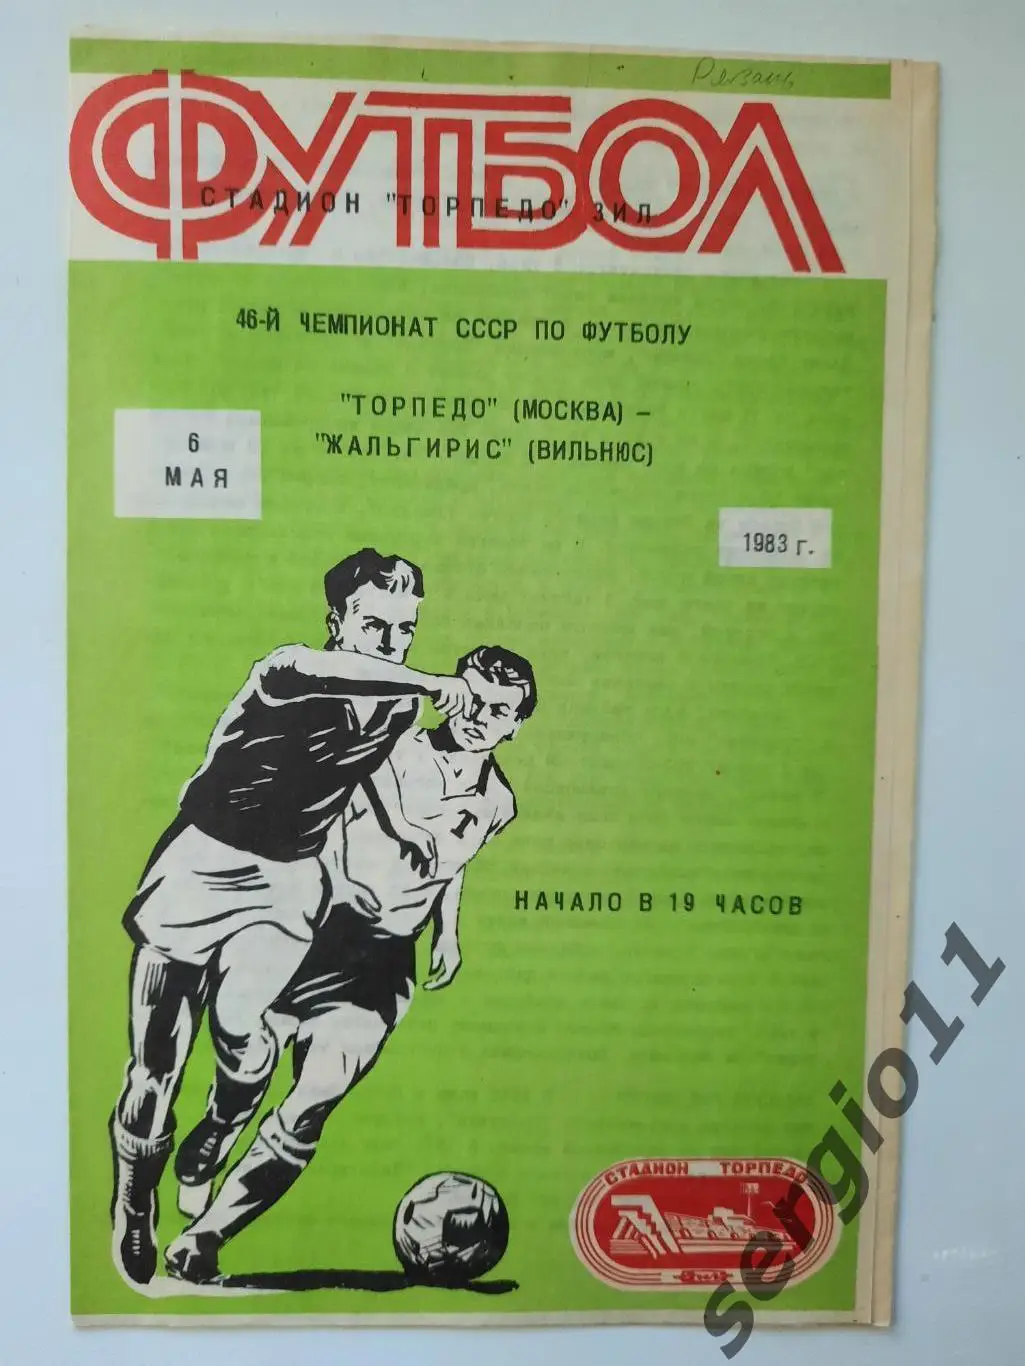 Рязань
ФУТБОЛ
СТАДИОН "ТОРПЕДО" ЗИЛ
46-Й ЧЕМПИОНАТ СССР ПО ФУТБОЛУ
"ТОРПЕДО" (МОСКВА) –
"ЖАЛЬГИРИС" (ВИЛЬНЮС)
6
МАЯ
1983 г.
Т
НАЧАЛО В 19 ЧАСОВ
СТАДИОН ТОРПЕДО
ЗИЛ
sergio11